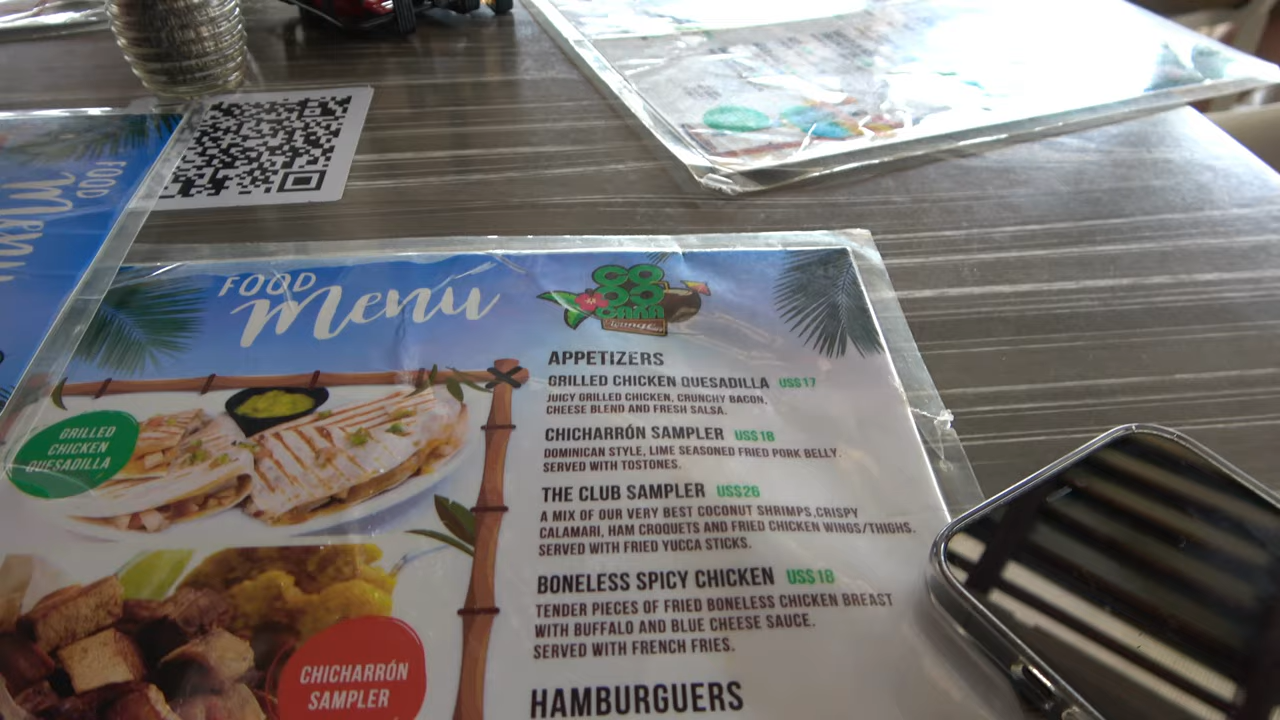 FOOD
Menú
FOOD
Menú
COCO
CANA
APPETIZERS
GRILLED CHICKEN QUESADILLA US$17
JUICY GRILLED CHICKEN, CRUNCHY BACON,
CHEESE BLEND AND FRESH SALSA.
CHICHARRÓN SAMPLER US$18
DOMINICAN STYLE, LIME SEASONED FRIED PORK BELLY.
SERVED WITH TOSTONES.
THE CLUB SAMPLER US$26
A MIX OF OUR VERY BEST COCONUT SHRIMPS,CRISPY
CALAMARI, HAM CROQUETS AND FRIED CHICKEN WINGS/THIGHS.
SERVED WITH FRIED YUCCA STICKS.
BONELESS SPICY CHICKEN US$18
TENDER PIECES OF FRIED BONELESS CHICKEN BREAST
WITH BUFFALO AND BLUE CHEESE SAUCE.
SERVED WITH FRENCH FRIES.
HAMBURGUERS
GRILLED
CHICKEN
QUESADILLA
CHICHARRÓN
SAMPLER